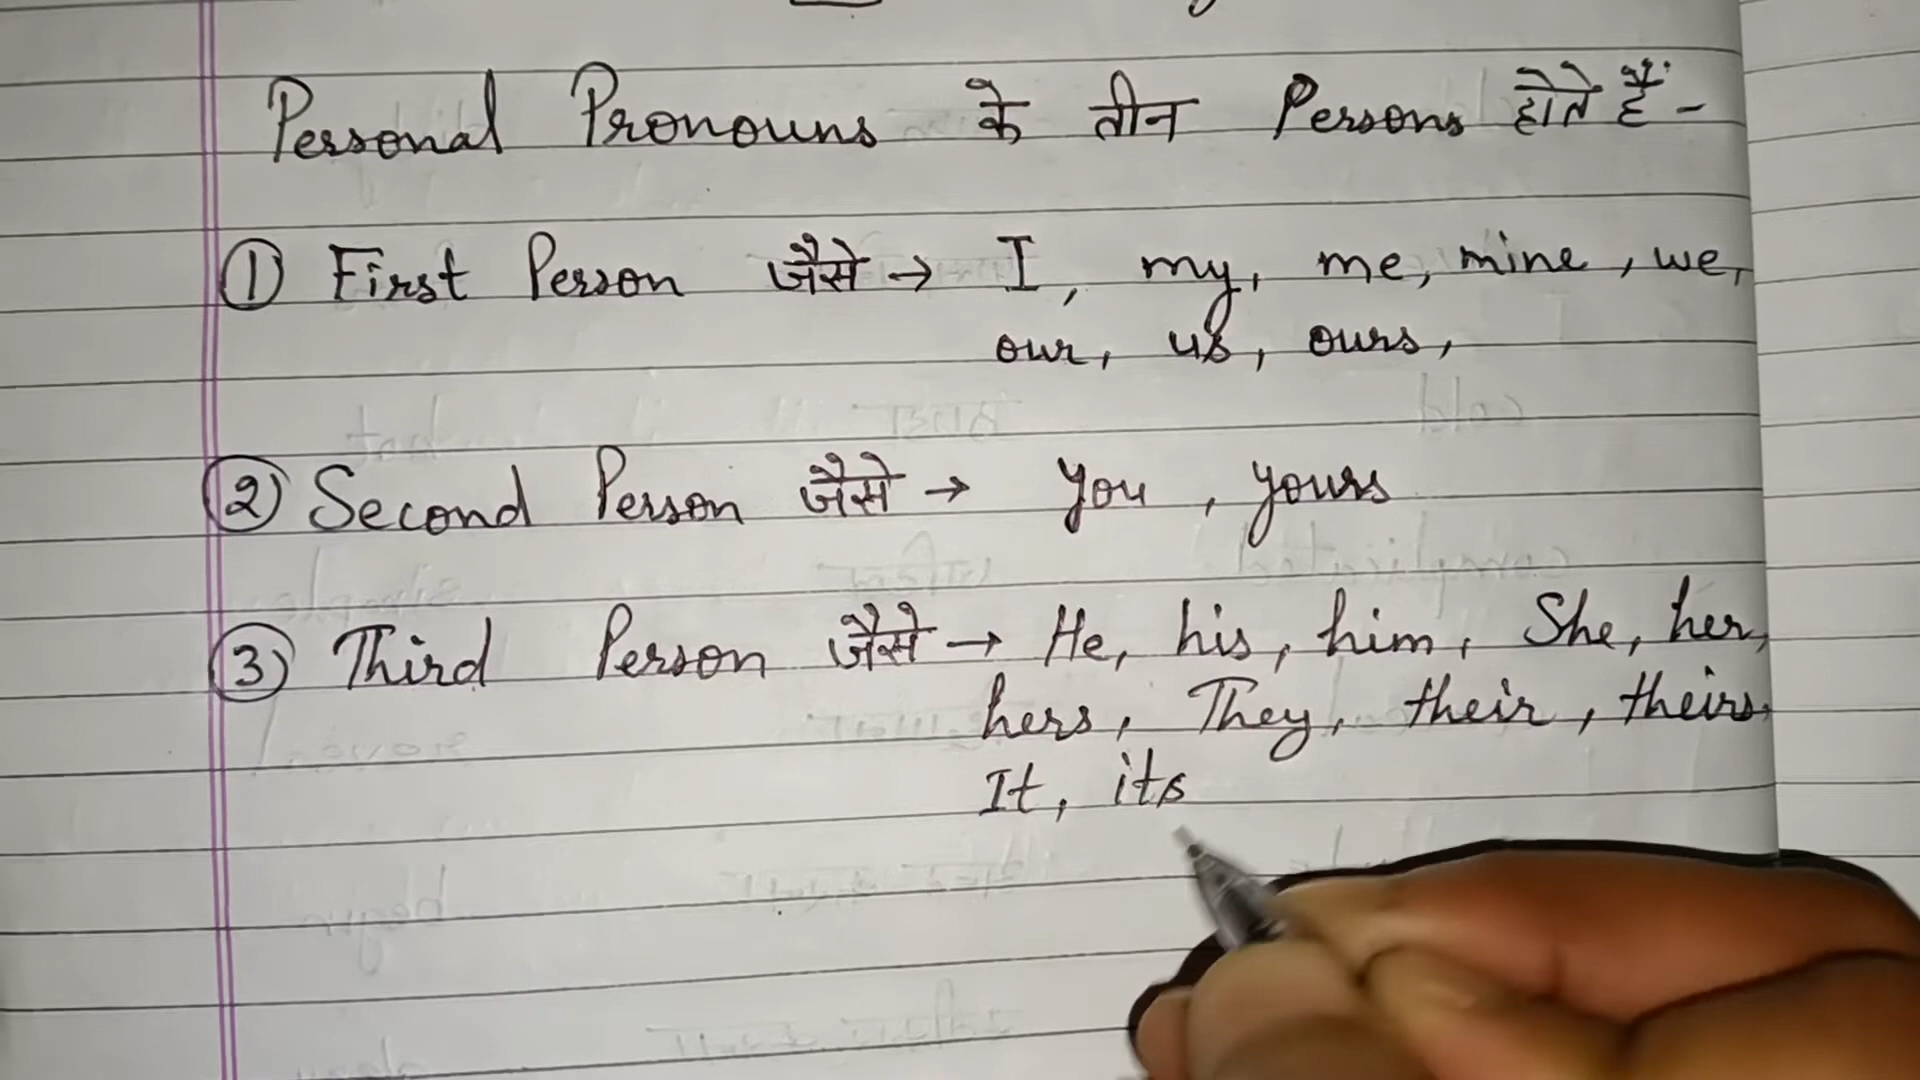 Personal Pronouns के तीन Persons होते हैं -
① First Person जैसे → I, my, me, mine, we,
our, us, ours,
② Second Person जैसे → you, yours
③ Third Person जैसे → He, his, him, She, her,
hers, They, their, theirs,
It, its